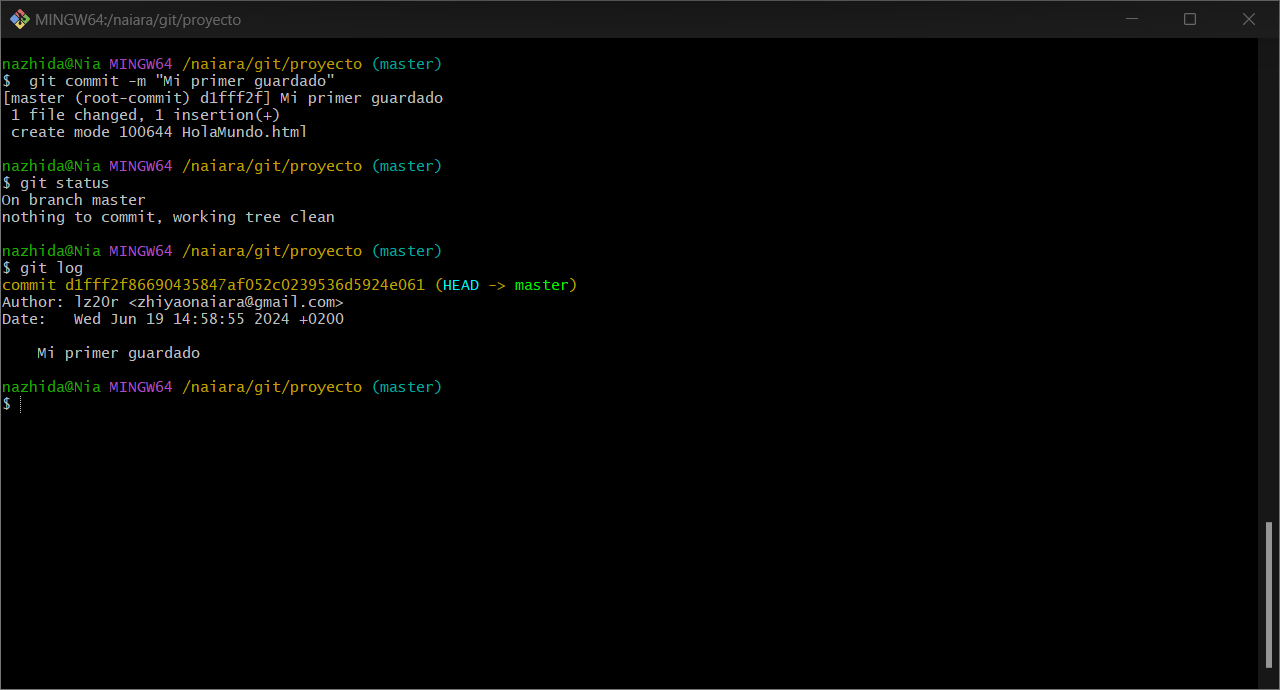 MINGW64:/naiara/git/proyecto
nazhida@Nia MINGW64 /naiara/git/proyecto (master)
$  git commit -m "Mi primer guardado"
[master (root-commit) d1fff2f] Mi primer guardado
 1 file changed, 1 insertion(+)
 create mode 100644 HolaMundo.html
nazhida@Nia MINGW64 /naiara/git/proyecto (master)
$ git status
On branch master
nothing to commit, working tree clean
nazhida@Nia MINGW64 /naiara/git/proyecto (master)
$ git log
commit d1fff2f86690435847af052c0239536d5924e061 (HEAD -> master)
Author: lz20r <zhiyaonaiara@gmail.com>
Date:   Wed Jun 19 14:58:55 2024 +0200
    Mi primer guardado
nazhida@Nia MINGW64 /naiara/git/proyecto (master)
$